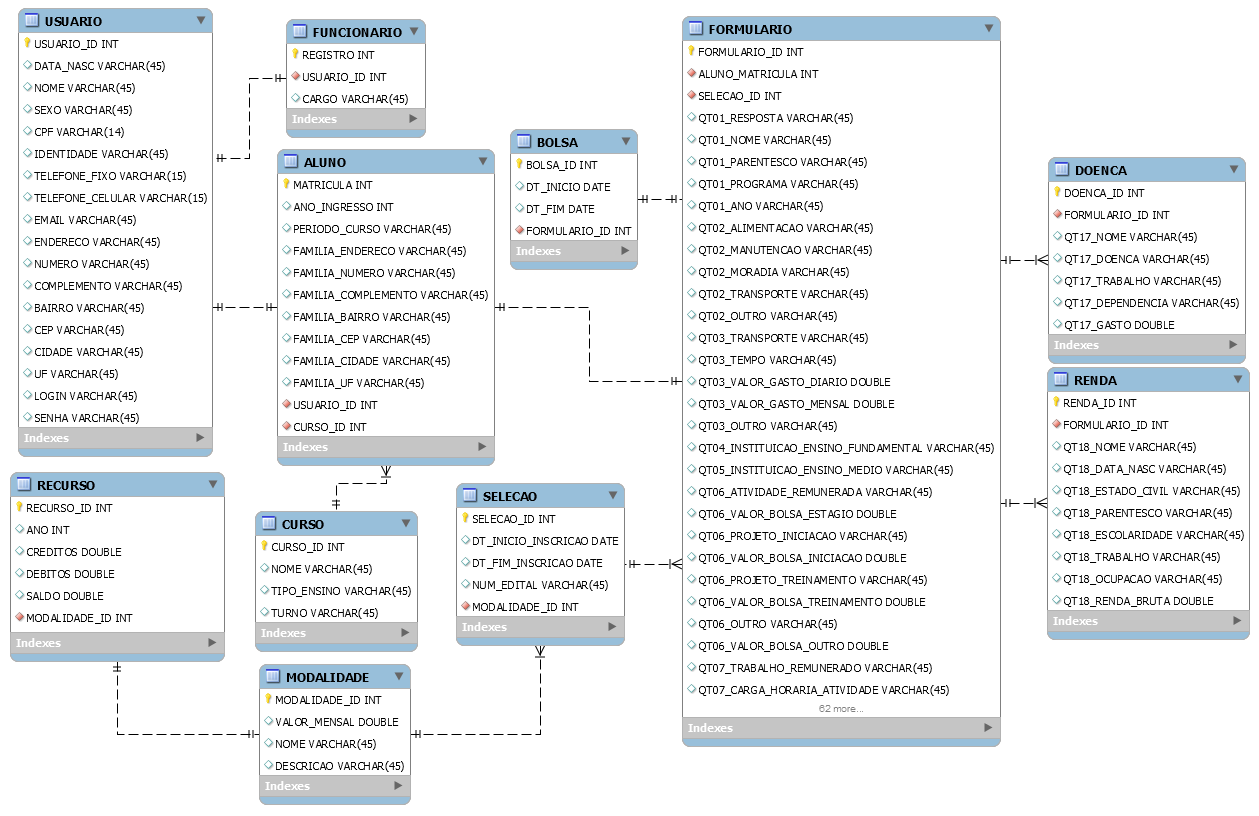 USUARIO
USUARIO_ID INT
DATA_NASC VARCHAR(45)
NOME VARCHAR(45)
SEXO VARCHAR(45)
CPF VARCHAR(14)
IDENTIDADE VARCHAR(45)
TELEFONE_FIXO VARCHAR(15)
TELEFONE_CELULAR VARCHAR(15)
EMAIL VARCHAR(45)
ENDERECO VARCHAR(45)
NUMERO VARCHAR(45)
COMPLEMENTO VARCHAR(45)
BAIRRO VARCHAR(45)
CEP VARCHAR(45)
CIDADE VARCHAR(45)
UF VARCHAR(45)
LOGIN VARCHAR(45)
SENHA VARCHAR(45)
Indexes
FUNCIONARIO
REGISTRO INT
USUARIO_ID INT
CARGO VARCHAR(45)
Indexes
ALUNO
MATRICULA INT
ANO_INGRESSO INT
PERIODO_CURSO VARCHAR(45)
FAMILIA_ENDERECO VARCHAR(45)
FAMILIA_NUMERO VARCHAR(45)
FAMILIA_COMPLEMENTO VARCHAR(45)
FAMILIA_BAIRRO VARCHAR(45)
FAMILIA_CEP VARCHAR(45)
FAMILIA_CIDADE VARCHAR(45)
FAMILIA_UF VARCHAR(45)
USUARIO_ID INT
CURSO_ID INT
Indexes
BOLSA
BOLSA_ID INT
DT_INICIO DATE
DT_FIM DATE
FORMULARIO_ID INT
Indexes
FORMULARIO
FORMULARIO_ID INT
ALUNO_MATRICULA INT
SELECAO_ID INT
QT01_RESPOSTA VARCHAR(45)
QT01_NOME VARCHAR(45)
QT01_PARENTESCO VARCHAR(45)
QT01_PROGRAMA VARCHAR(45)
QT01_ANO VARCHAR(45)
QT02_ALIMENTACAO VARCHAR(45)
QT02_MANUTENCAO VARCHAR(45)
QT02_MORADIA VARCHAR(45)
QT02_TRANSPORTE VARCHAR(45)
QT02_OUTRO VARCHAR(45)
QT03_TRANSPORTE VARCHAR(45)
QT03_TEMPO VARCHAR(45)
QT03_VALOR_GASTO_DIARIO DOUBLE
QT03_VALOR_GASTO_MENSAL DOUBLE
QT03_OUTRO VARCHAR(45)
QT04_INSTITUICAO_ENSINO_FUNDAMENTAL VARCHAR(45)
QT05_INSTITUICAO_ENSINO_MEDIO VARCHAR(45)
QT06_ATIVIDADE_REMUNERADA VARCHAR(45)
QT06_VALOR_BOLSA_ESTAGIO DOUBLE
QT06_PROJETO_INICIACAO VARCHAR(45)
QT06_VALOR_BOLSA_INICIACAO DOUBLE
QT06_PROJETO_TREINAMENTO VARCHAR(45)
QT06_VALOR_BOLSA_TREINAMENTO DOUBLE
QT06_OUTRO VARCHAR(45)
QT06_VALOR_BOLSA_OUTRO DOUBLE
QT07_TRABALHO_REMUNERADO VARCHAR(45)
QT07_CARGA_HORARIA_ATIVIDADE VARCHAR(45)
62 more...
Indexes
DOENCA
DOENCA_ID INT
FORMULARIO_ID INT
QT17_NOME VARCHAR(45)
QT17_DOENCA VARCHAR(45)
QT17_TRABALHO VARCHAR(45)
QT17_DEPENDENCIA VARCHAR(45)
QT17_GASTO DOUBLE
Indexes
RENDA
RENDA_ID INT
FORMULARIO_ID INT
QT18_NOME VARCHAR(45)
QT18_DATA_NASC VARCHAR(45)
QT18_ESTADO_CIVIL VARCHAR(45)
QT18_PARENTESCO VARCHAR(45)
QT18_ESCOLARIDADE VARCHAR(45)
QT18_TRABALHO VARCHAR(45)
QT18_OCUPACAO VARCHAR(45)
QT18_RENDA_BRUTA DOUBLE
Indexes
RECURSO
RECURSO_ID INT
ANO INT
CREDITOS DOUBLE
DEBITOS DOUBLE
SALDO DOUBLE
MODALIDADE_ID INT
Indexes
CURSO
CURSO_ID INT
NOME VARCHAR(45)
TIPO_ENSINO VARCHAR(45)
TURNO VARCHAR(45)
Indexes
SELECAO
SELECAO_ID INT
DT_INICIO_INSCRICAO DATE
DT_FIM_INSCRICAO DATE
NUM_EDITAL VARCHAR(45)
MODALIDADE_ID INT
Indexes
MODALIDADE
MODALIDADE_ID INT
VALOR_MENSAL DOUBLE
NOME VARCHAR(45)
DESCRICAO VARCHAR(45)
Indexes